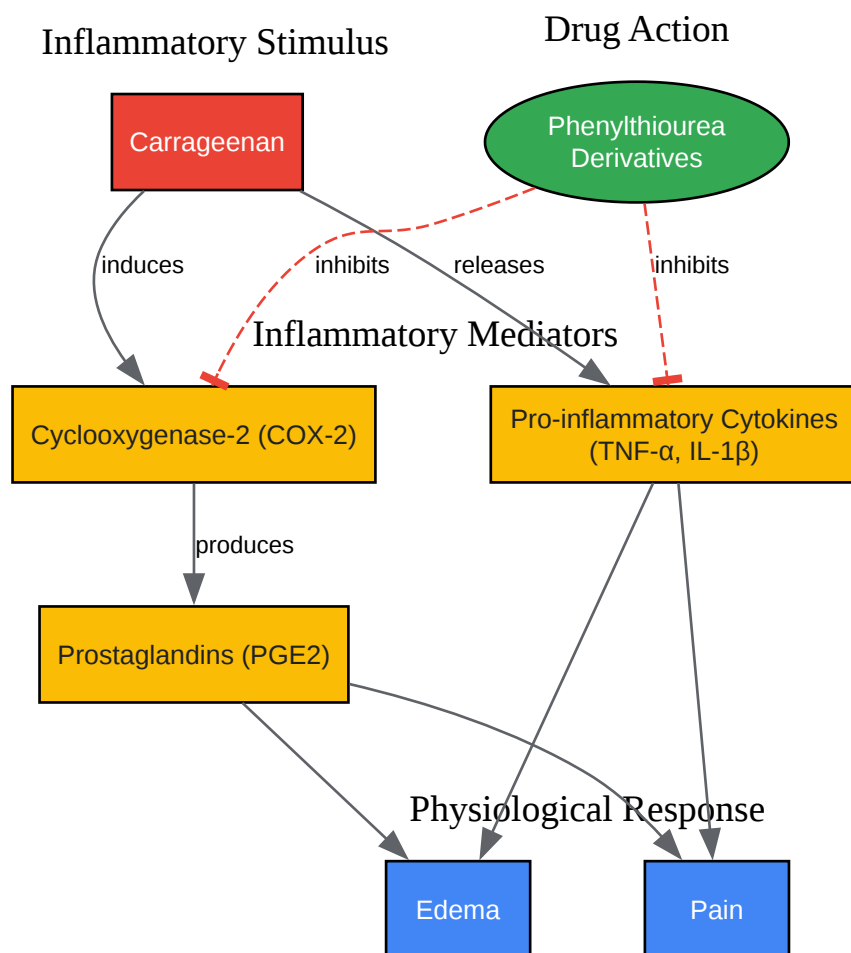 Inflammatory Stimulus
Drug Action
Carrageenan
Phenylthiourea
Derivatives
induces
inhibits
releases
inhibits
Inflammatory Mediators
Cyclooxygenase-2 (COX-2)
Pro-inflammatory Cytokines
(TNF-α, IL-1β)
produces
Prostaglandins (PGE2)
Physiological Response
Edema
Pain